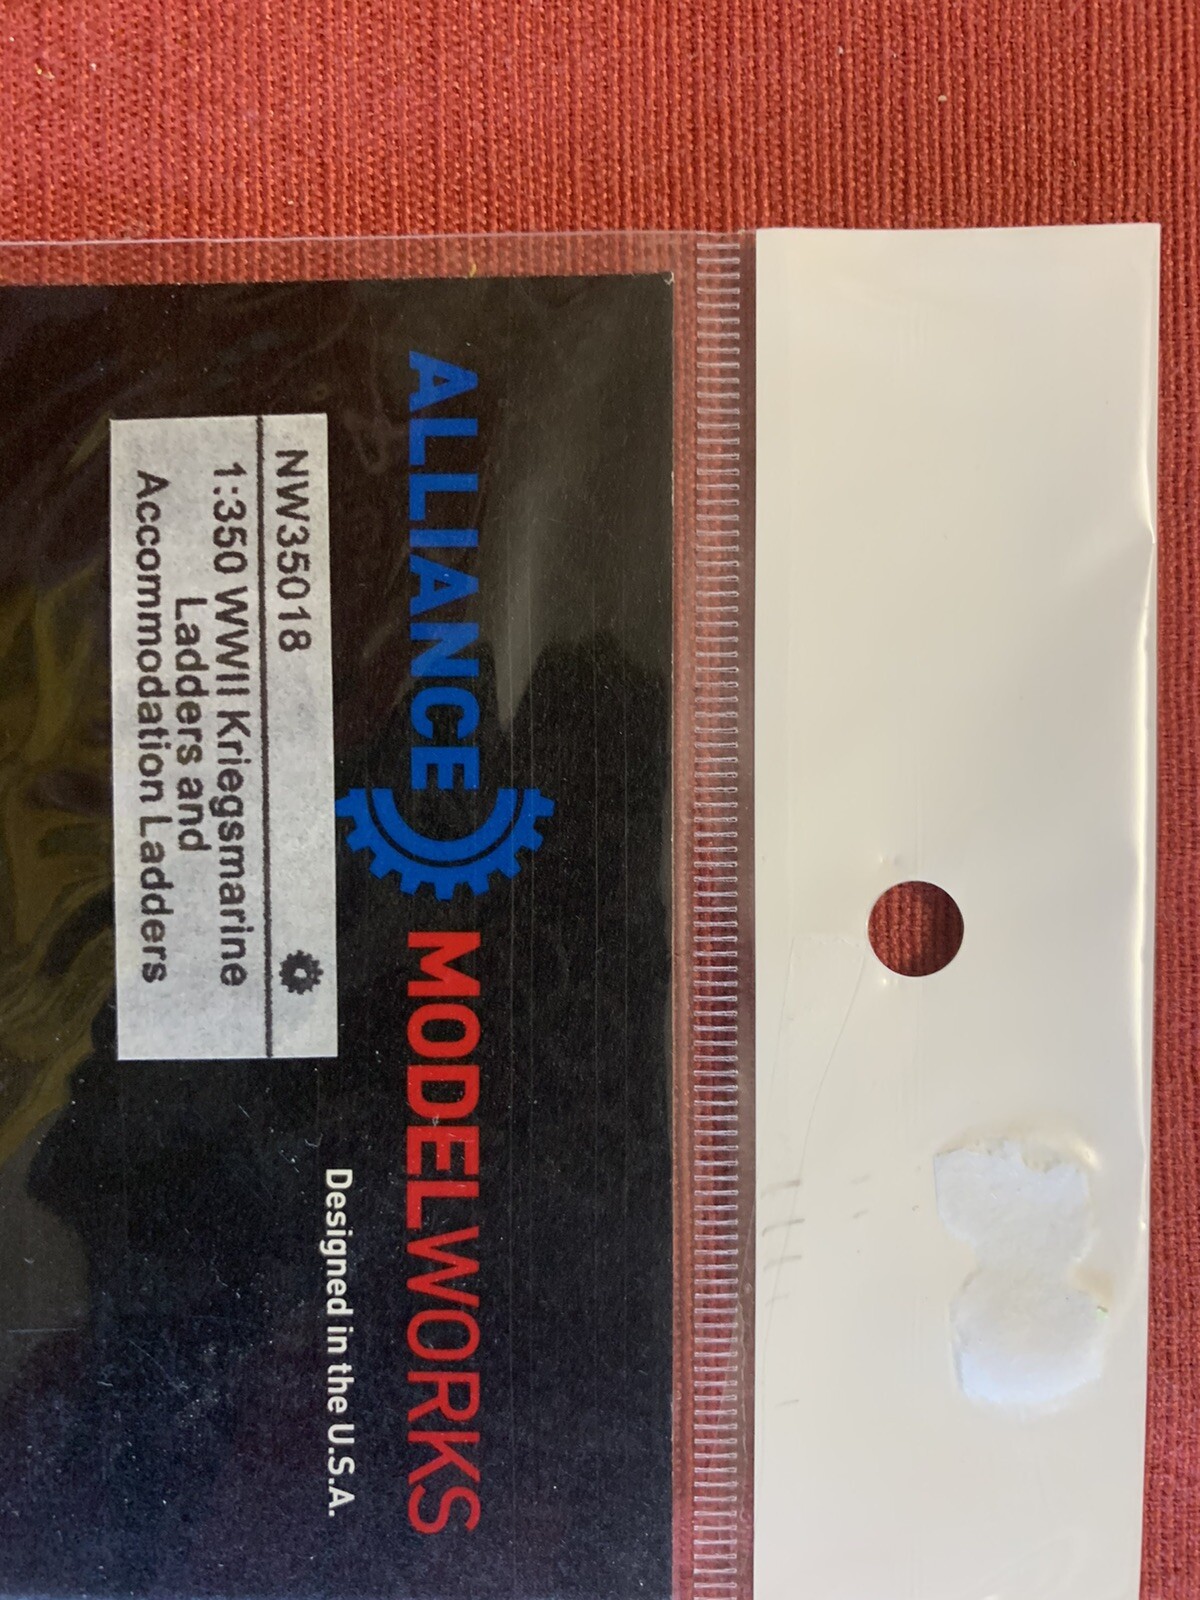 ALLIANCE MODELWORKS
Designed in the U.S.A.
NW35018
1:350 WWII Kriegsmarine
Ladders and
Accommodation Ladders